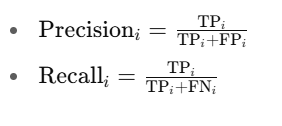 • Precisionᵢ = TPᵢ / (TPᵢ+FPᵢ)
• Recallᵢ = TPᵢ / (TPᵢ+FNᵢ)